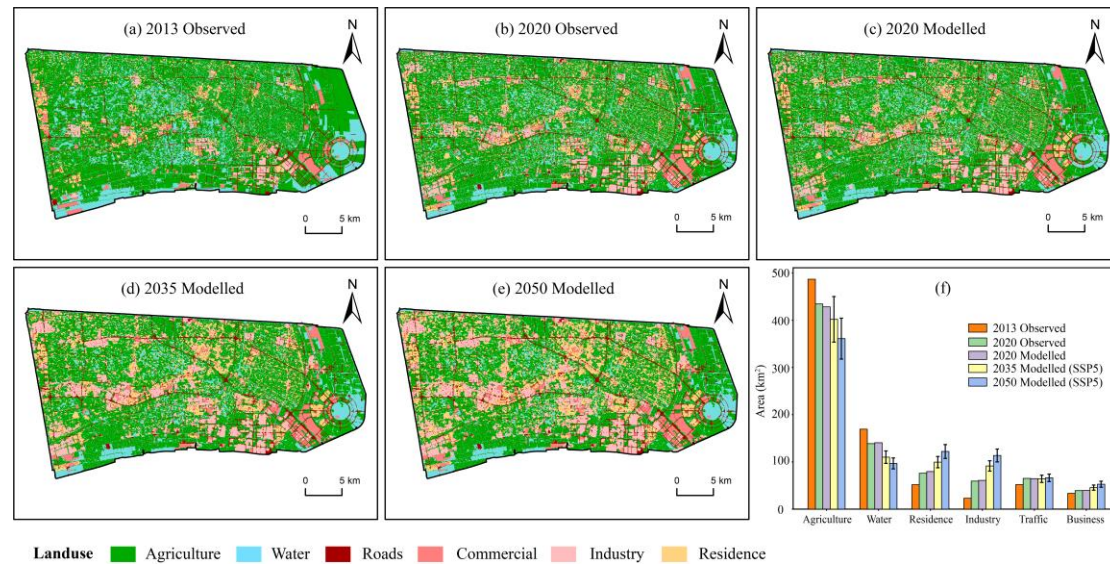 (a) 2013 Observed
N
0 5 km
(b) 2020 Observed
N
0 5 km
(c) 2020 Modelled
N
0 5 km
(d) 2035 Modelled
N
0 5 km
(e) 2050 Modelled
N
0 5 km
(f)
500
400
300
200
100
0
Area (km²)
2013 Observed
2020 Observed
2020 Modelled
2035 Modelled (SSP5)
2050 Modelled (SSP5)
Agriculture Water Residence Industry Traffic Business
Landuse Agriculture Water Roads Commercial Industry Residence